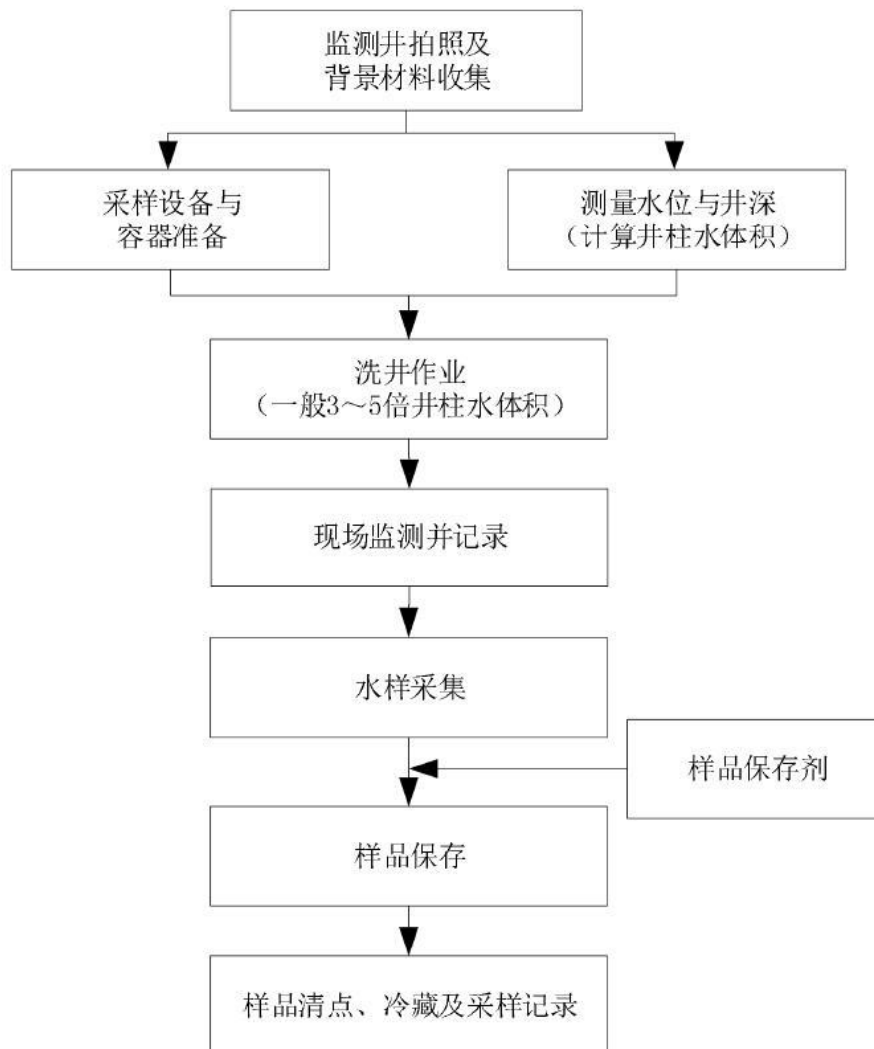 监测井拍照及
背景材料收集
采样设备与
容器准备
测量水位与井深
（计算井柱水体积）
洗井作业
（一般3～5倍井柱水体积）
现场监测并记录
水样采集
样品保存剂
样品保存
样品清点、冷藏及采样记录